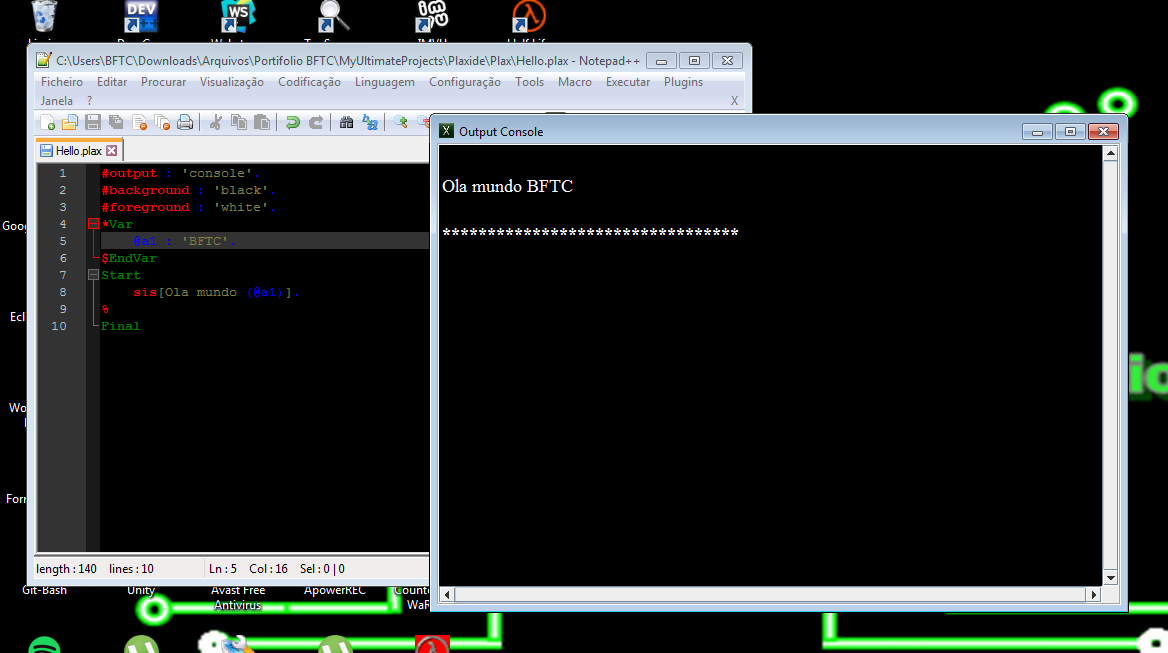 DEV
C++
WS
C:\Users\BFTC\Downloads\Arquivos\Portifolio BFTC\MyUltimateProjects\Plaxide\Plax\Hello.plax - Notepad++
Ficheiro Editar Procurar Visualização Codificação Linguagem Configuração Tools Macro Executar Plugins
Janela ? X
Hello.plax
1 #output : 'console'.
2 #background : 'black'.
3 #foreground : 'white'.
4 *Var
5 @a1 : 'BFTC'.
6 $EndVar
7 Start
8 sis[Ola mundo (@a1)].
9 %
10 Final
length : 140 lines : 10 Ln : 5 Col : 16 Sel : 0 | 0
Output Console
Ola mundo BFTC
*********************************
Goog
Ecl
Wo
Forr
io
Git-Bash
Unity
Avast Free
Antivirus
ApowerREC
Count
WaR